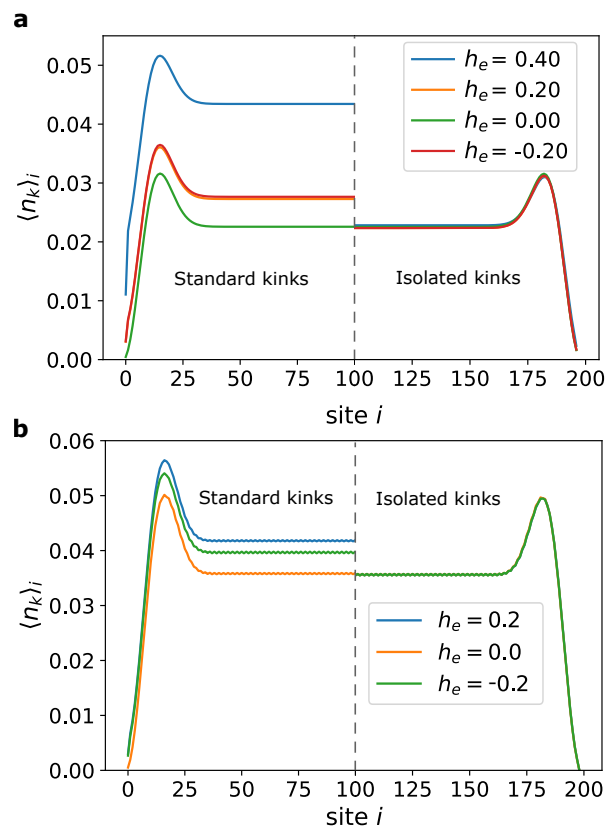 a
0.05
0.04
0.03
0.02
0.01
0.00
⟨n_k⟩_i
h_e = 0.40
h_e = 0.20
h_e = 0.00
h_e = -0.20
Standard kinks
Isolated kinks
0 25 50 75 100 125 150 175 200
site i
b
0.06
0.05
0.04
0.03
0.02
0.01
0.00
⟨n_k⟩_i
Standard kinks
Isolated kinks
h_e = 0.2
h_e = 0.0
h_e = -0.2
0 25 50 75 100 125 150 175 200
site i